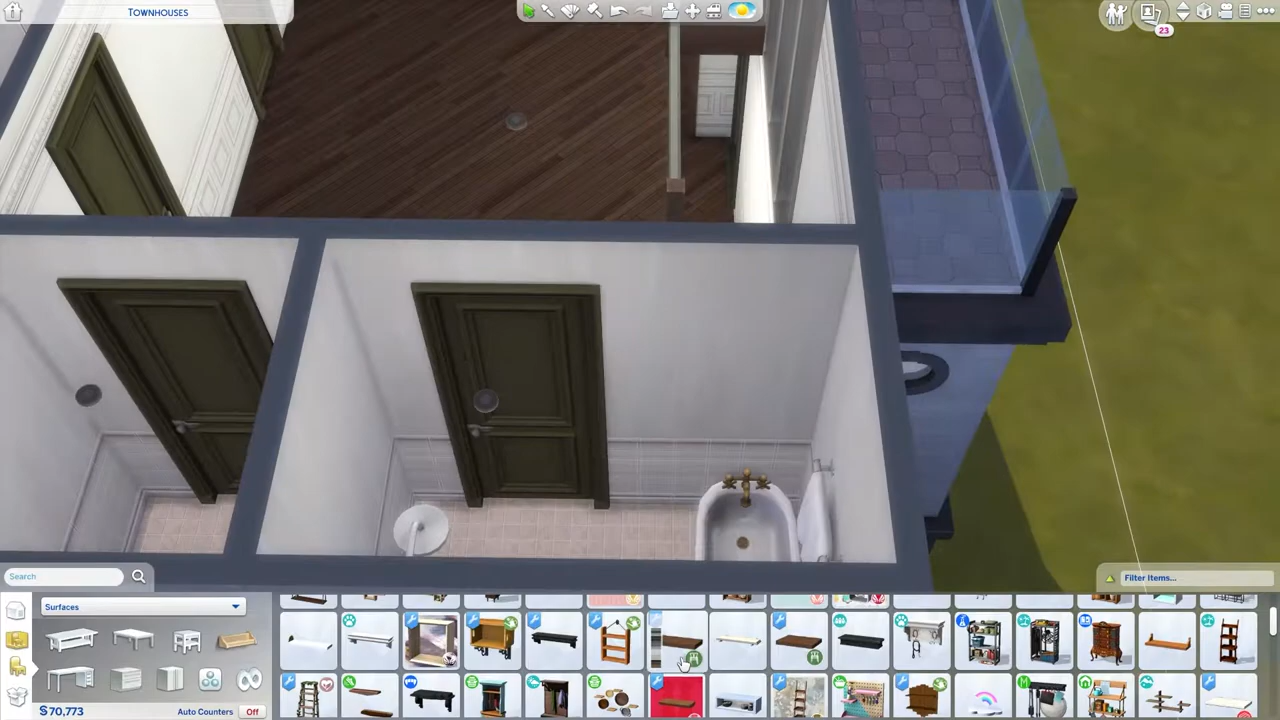 TOWNHOUSES
23
Search
Filter Items...
Surfaces
§70,773
Auto Counters Off